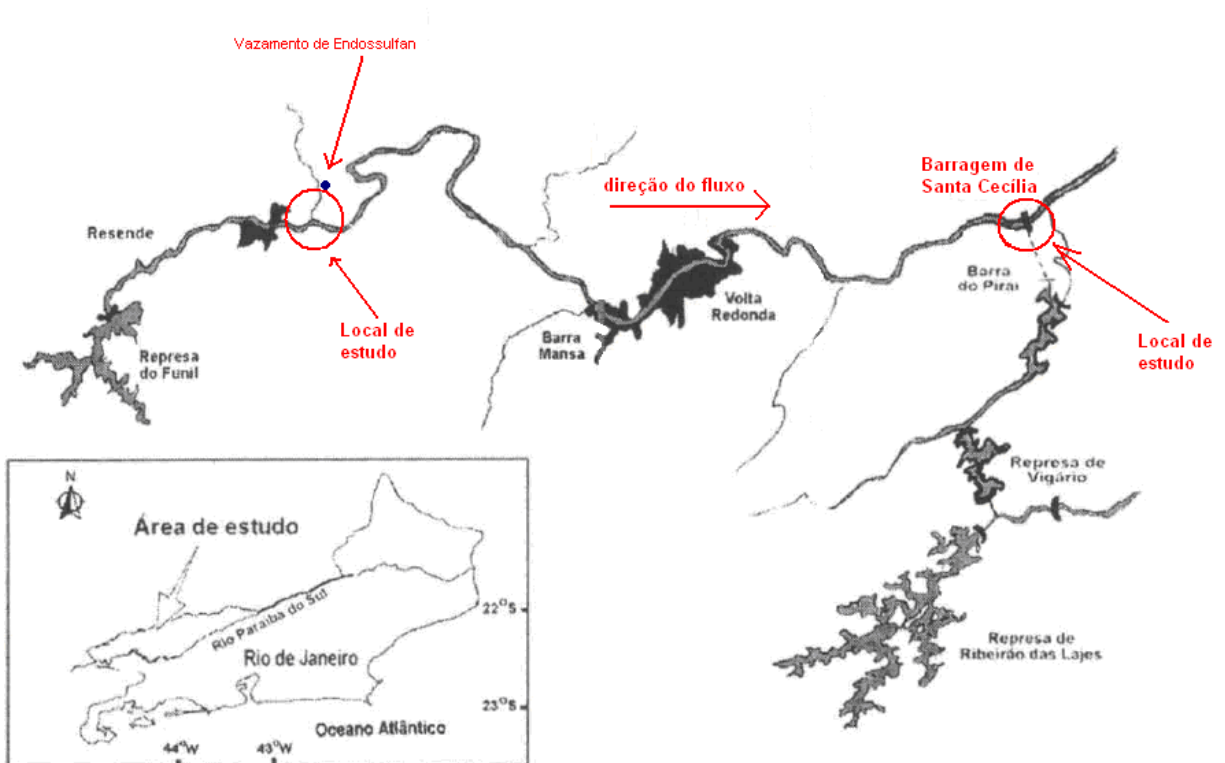 Vazamento de Endossulfan
direção do fluxo
Barragem de
Santa Cecília
Resende
Barra
do Pirai
Volta
Redonda
Local de
estudo
Barra
Mansa
Local de
estudo
Represa
do Funil
Represa de
Vigário
Represa de
Ribeirão das Lajes
N
Área de estudo
Rio Paraiba do Sul
22°S
Rio de Janeiro
23°S
Oceano Atlântico
44°W
43°W